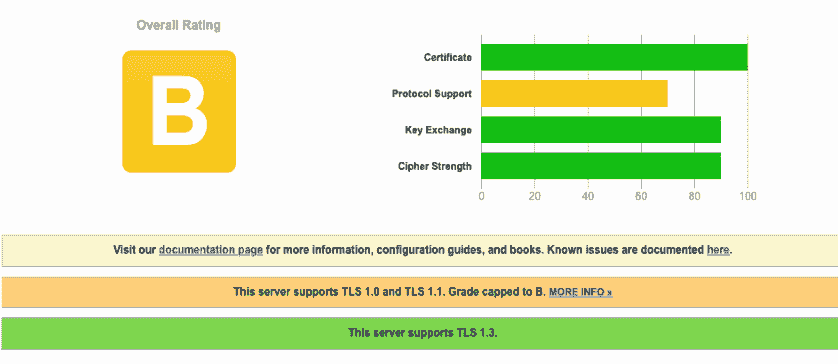 Overall Rating
B
Certificate
Protocol Support
Key Exchange
Cipher Strength
0 20 40 60 80 100
Visit our documentation page for more information, configuration guides, and books. Known issues are documented here.
This server supports TLS 1.0 and TLS 1.1. Grade capped to B. MORE INFO »
This server supports TLS 1.3.